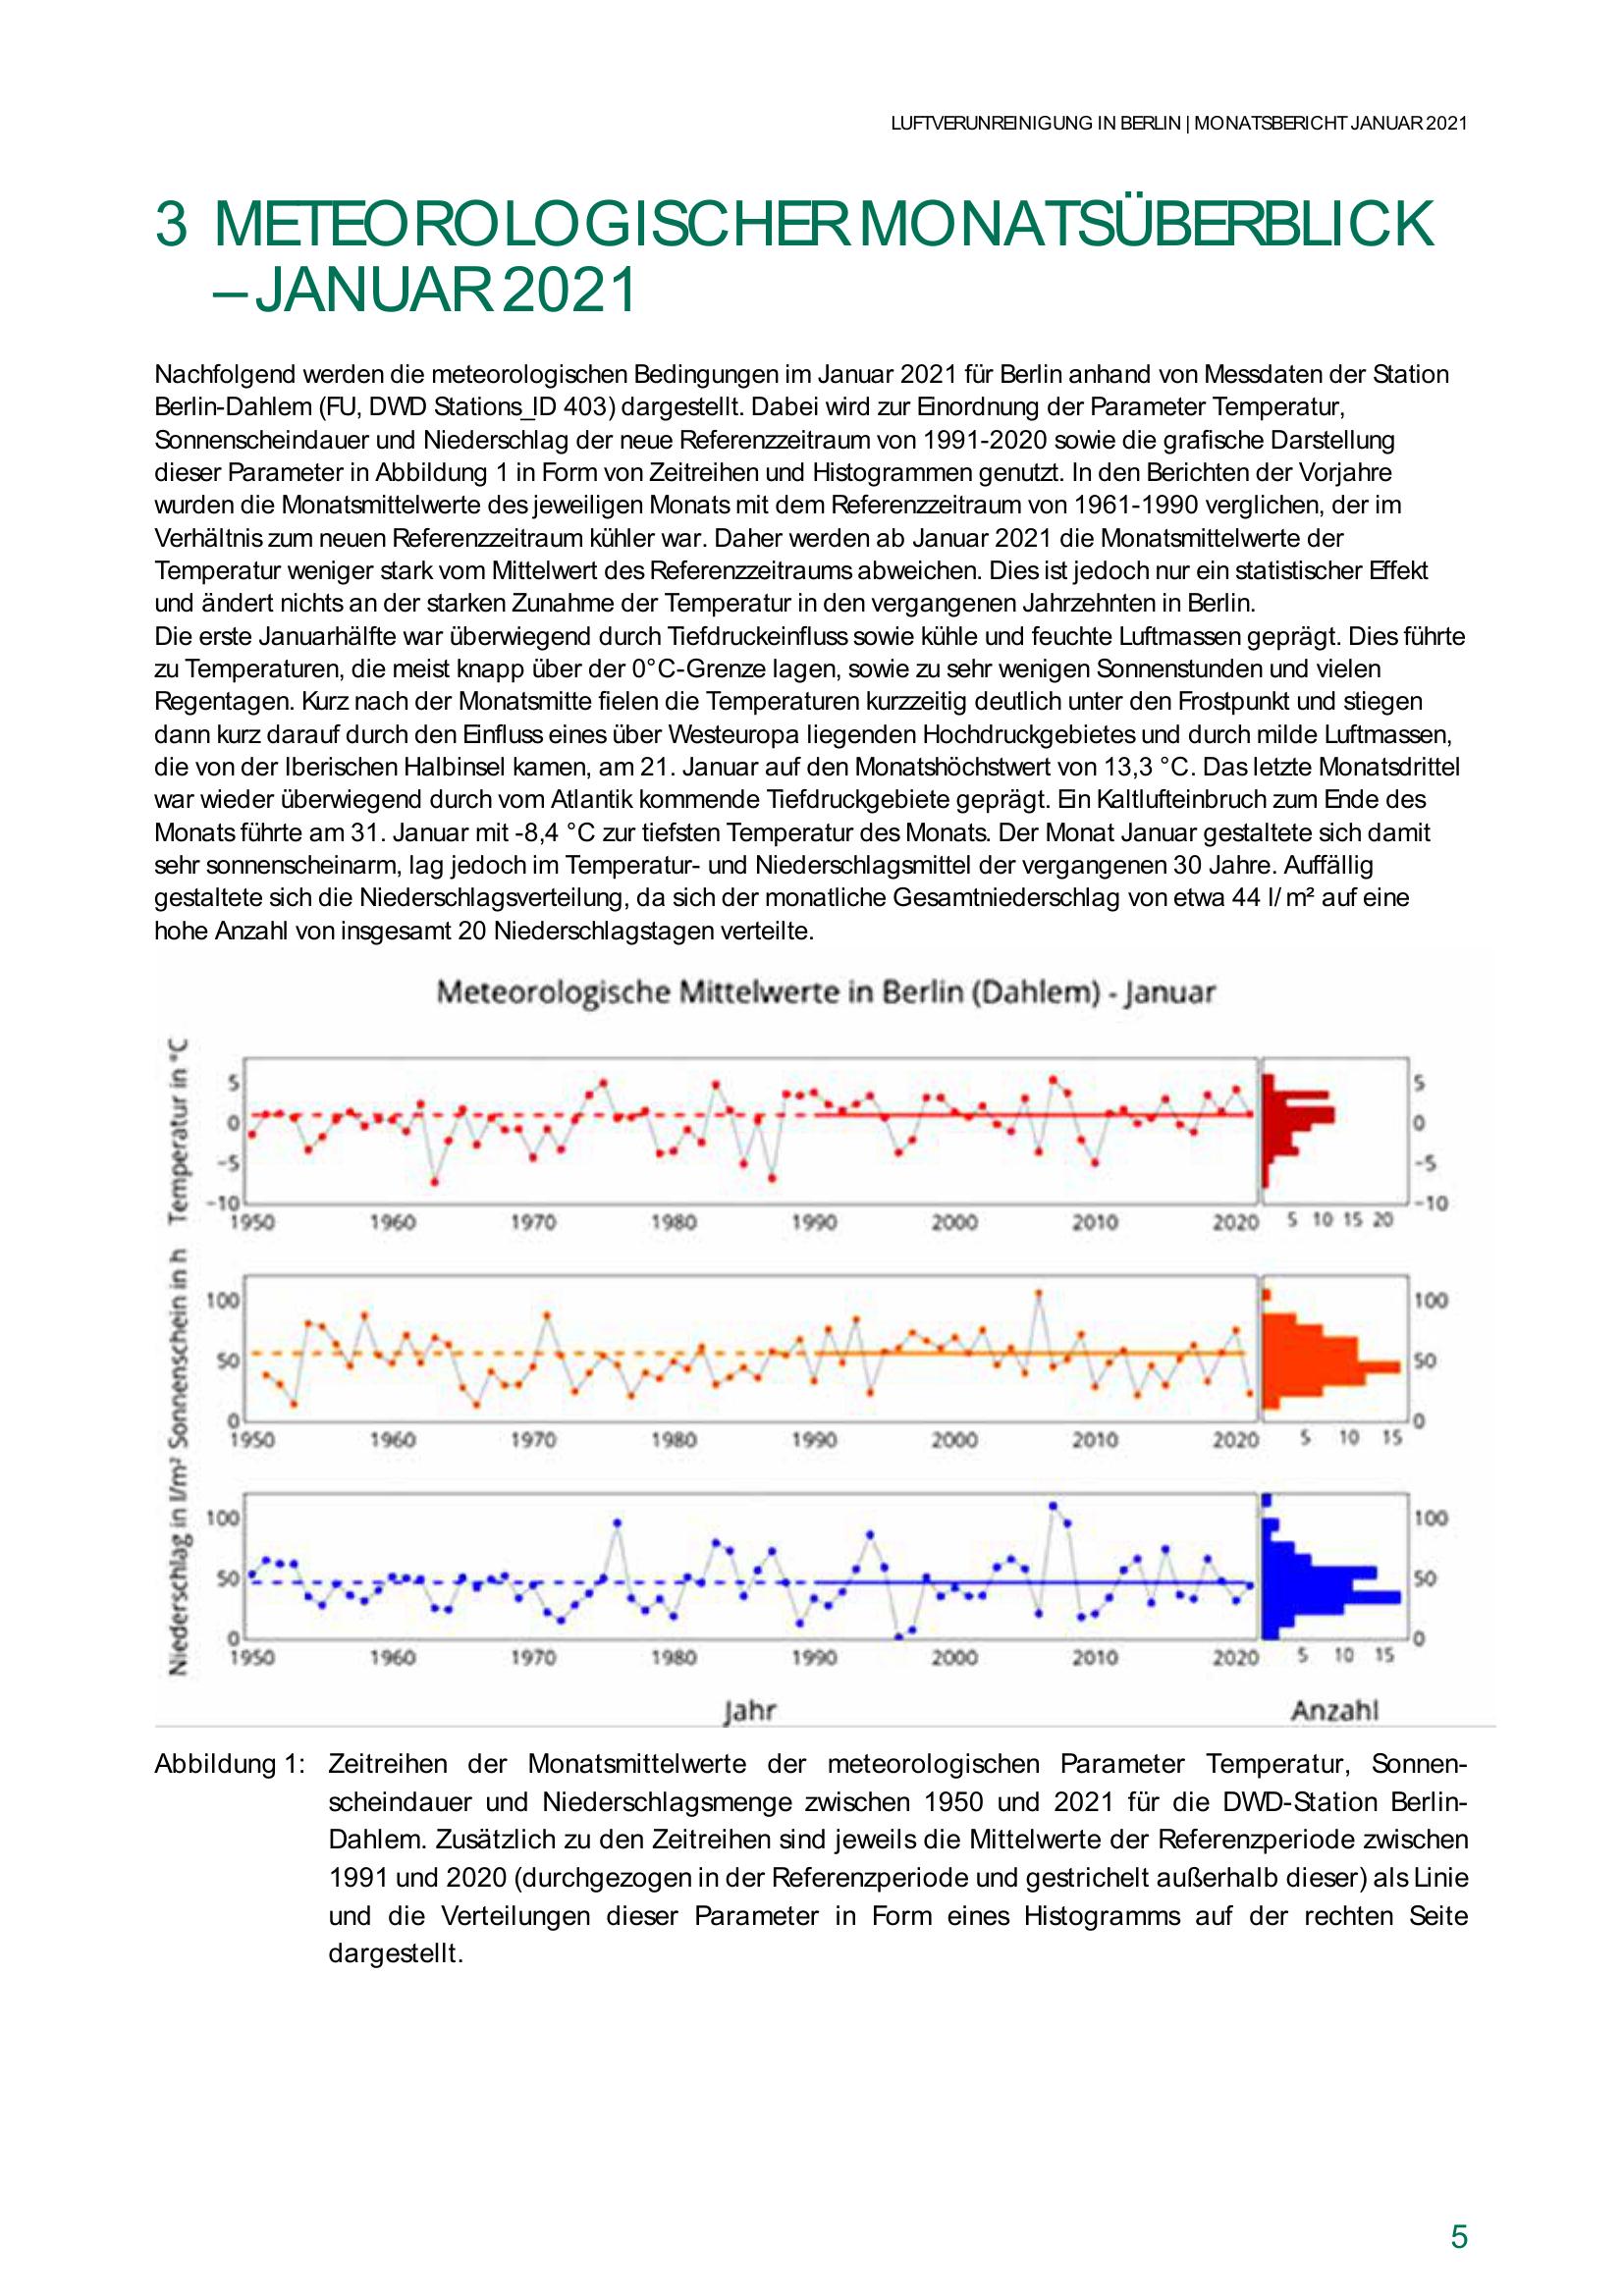 LUFTVERUNREINIGUNG IN BERLIN | MONATSBERICHT JANUAR 2021
3 METEOROLOGISCHER MONATSÜBERBLICK
– JANUAR 2021
Nachfolgend werden die meteorologischen Bedingungen im Januar 2021 für Berlin anhand von Messdaten der Station
Berlin-Dahlem (FU, DWD Stations_ID 403) dargestellt. Dabei wird zur Einordnung der Parameter Temperatur,
Sonnenscheindauer und Niederschlag der neue Referenzzeitraum von 1991-2020 sowie die grafische Darstellung
dieser Parameter in Abbildung 1 in Form von Zeitreihen und Histogrammen genutzt. In den Berichten der Vorjahre
wurden die Monatsmittelwerte des jeweiligen Monats mit dem Referenzzeitraum von 1961-1990 verglichen, der im
Verhältnis zum neuen Referenzzeitraum kühler war. Daher werden ab Januar 2021 die Monatsmittelwerte der
Temperatur weniger stark vom Mittelwert des Referenzzeitraums abweichen. Dies ist jedoch nur ein statistischer Effekt
und ändert nichts an der starken Zunahme der Temperatur in den vergangenen Jahrzehnten in Berlin.
Die erste Januarhälfte war überwiegend durch Tiefdruckeinfluss sowie kühle und feuchte Luftmassen geprägt. Dies führte
zu Temperaturen, die meist knapp über der 0°C-Grenze lagen, sowie zu sehr wenigen Sonnenstunden und vielen
Regentagen. Kurz nach der Monatsmitte fielen die Temperaturen kurzzeitig deutlich unter den Frostpunkt und stiegen
dann kurz darauf durch den Einfluss eines über Westeuropa liegenden Hochdruckgebietes und durch milde Luftmassen,
die von der Iberischen Halbinsel kamen, am 21. Januar auf den Monatshöchstwert von 13,3 °C. Das letzte Monatsdrittel
war wieder überwiegend durch vom Atlantik kommende Tiefdruckgebiete geprägt. Ein Kaltlufteinbruch zum Ende des
Monats führte am 31. Januar mit -8,4 °C zur tiefsten Temperatur des Monats. Der Monat Januar gestaltete sich damit
sehr sonnenscheinarm, lag jedoch im Temperatur- und Niederschlagsmittel der vergangenen 30 Jahre. Auffällig
gestaltete sich die Niederschlagsverteilung, da sich der monatliche Gesamtniederschlag von etwa 44 l/ m² auf eine
hohe Anzahl von insgesamt 20 Niederschlagstagen verteilte.
Meteorologische Mittelwerte in Berlin (Dahlem) - Januar
Temperatur in °C
5 0 −5 −10
1950 1960 1970 1980 1990 2000 2010 2020
5 10 15 20
5 0 −5 −10
Sonnenschein in h
100 50 0
1950 1960 1970 1980 1990 2000 2010 2020
5 10 15
100 50 0
Niederschlag in l/m²
100 50 0
1950 1960 1970 1980 1990 2000 2010 2020
5 10 15
100 50 0
Jahr
Anzahl
Abbildung 1: Zeitreihen der Monatsmittelwerte der meteorologischen Parameter Temperatur, Sonnen-
scheindauer und Niederschlagsmenge zwischen 1950 und 2021 für die DWD-Station Berlin-
Dahlem. Zusätzlich zu den Zeitreihen sind jeweils die Mittelwerte der Referenzperiode zwischen
1991 und 2020 (durchgezogen in der Referenzperiode und gestrichelt außerhalb dieser) als Linie
und die Verteilungen dieser Parameter in Form eines Histogramms auf der rechten Seite
dargestellt.
5